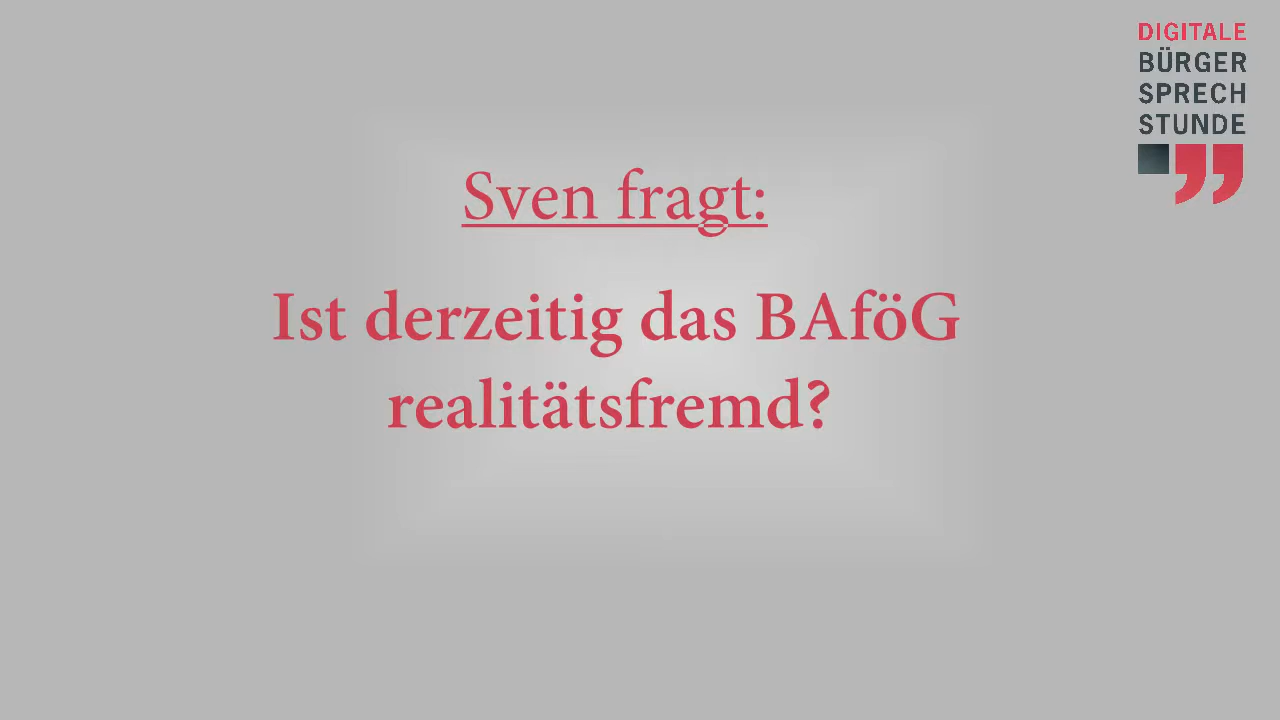 DIGITALE
BÜRGER
SPRECH
STUNDE
Sven fragt:
Ist derzeitig das BAföG
realitätsfremd?